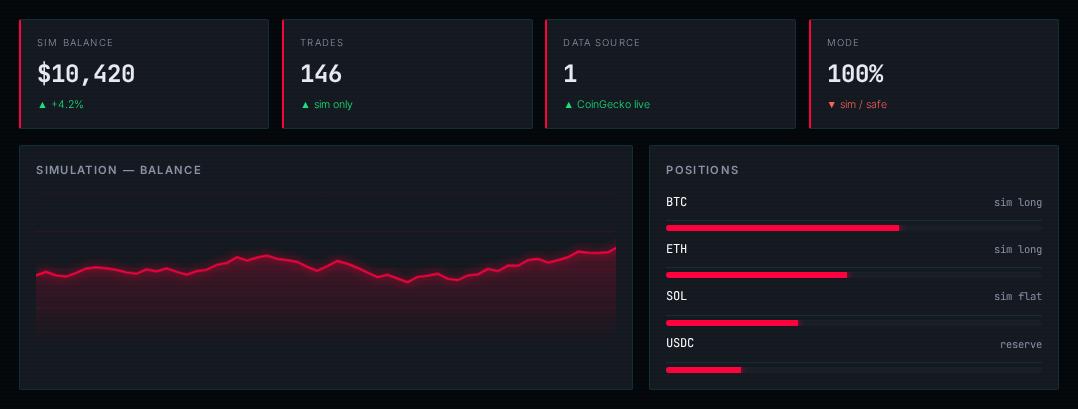 SIM BALANCE
$10,420
▲ +4.2%
TRADES
146
▲ sim only
DATA SOURCE
1
▲ CoinGecko live
MODE
100%
▼ sim / safe
SIMULATION — BALANCE
POSITIONS
BTC sim long
ETH sim long
SOL sim flat
USDC reserve